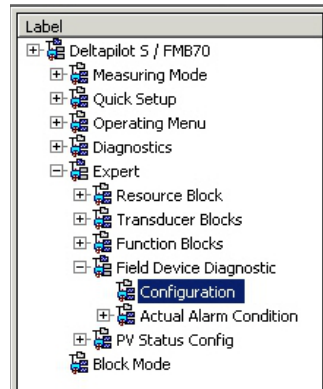 Label
Deltapilot S / FMB70
Measuring Mode
Quick Setup
Operating Menu
Diagnostics
Expert
Resource Block
Transducer Blocks
Function Blocks
Field Device Diagnostic
Configuration
Actual Alarm Condition
PV Status Config
Block Mode